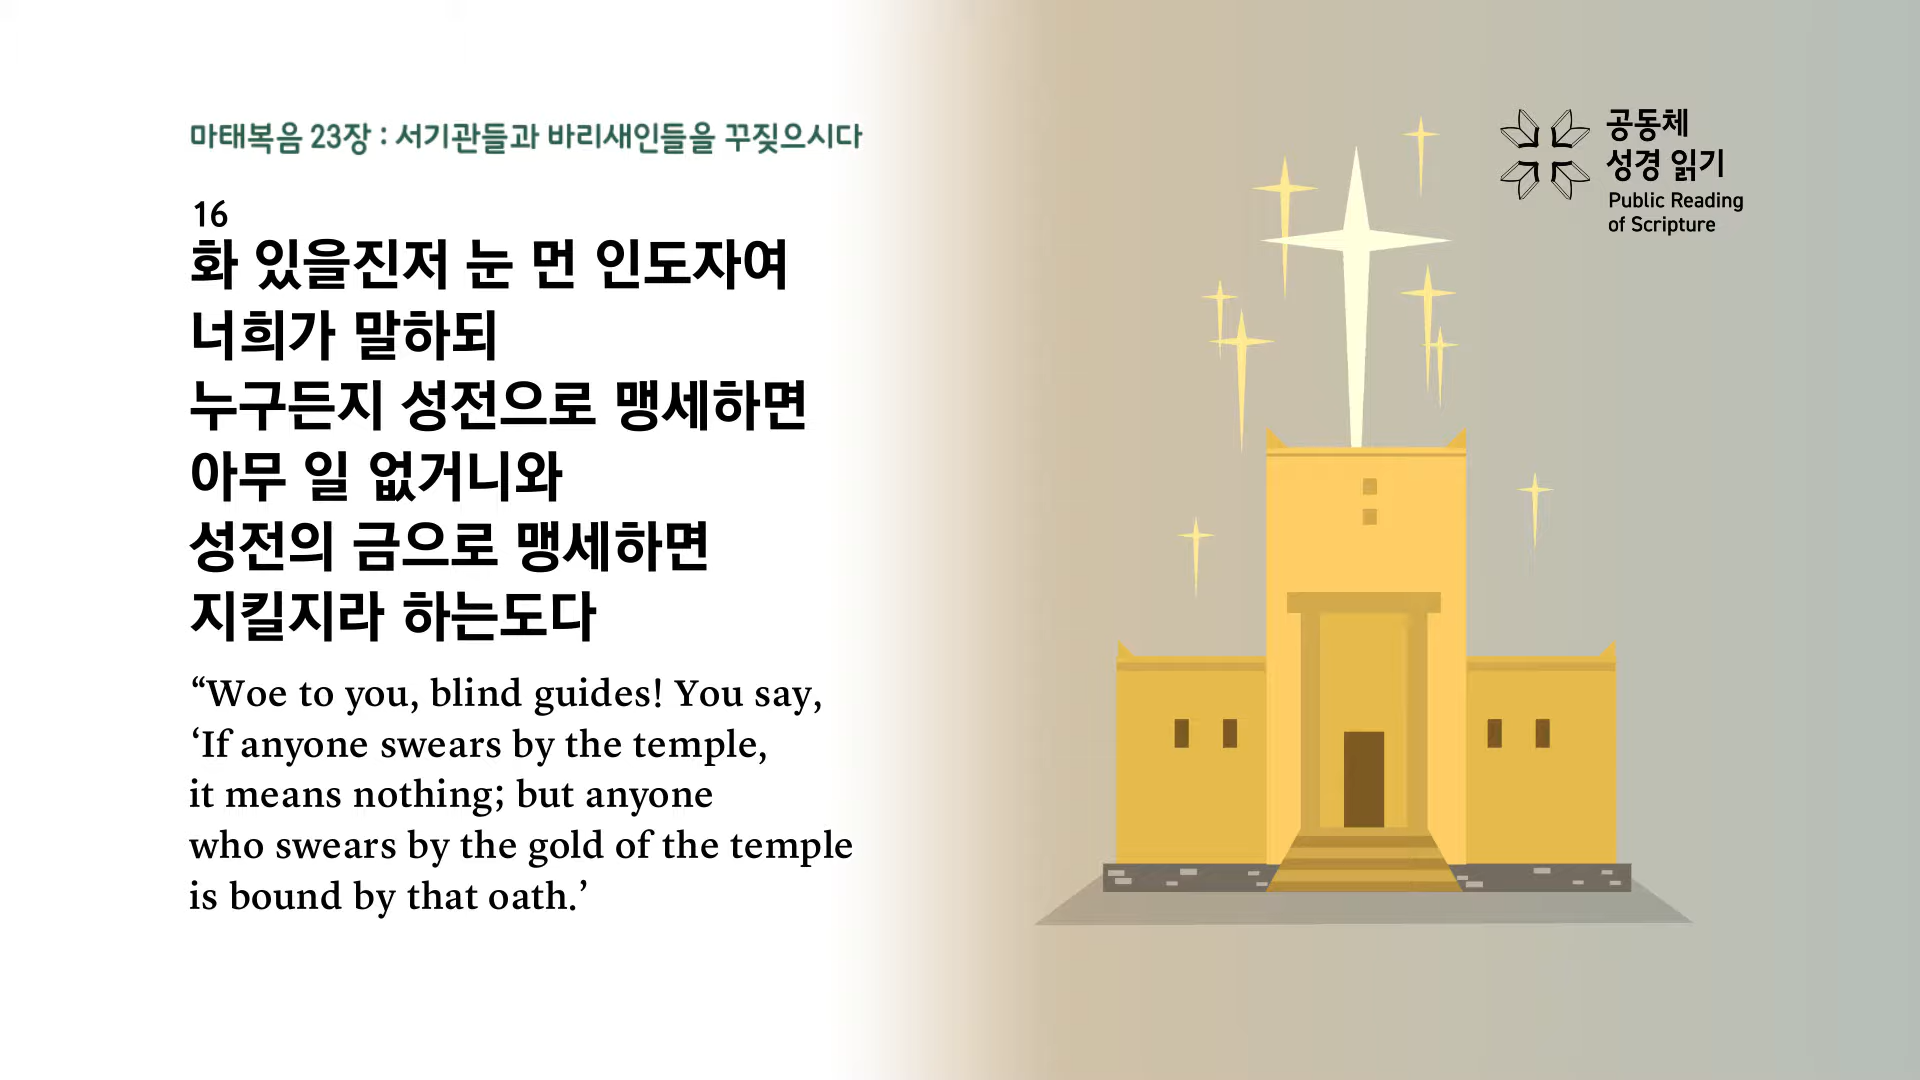 마태복음 23장 : 서기관들과 바리새인들을 꾸짖으시다
16
화 있을진저 눈 먼 인도자여
너희가 말하되
누구든지 성전으로 맹세하면
아무 일 없거니와
성전의 금으로 맹세하면
지킬지라 하는도다
“Woe to you, blind guides! You say,
‘If anyone swears by the temple,
it means nothing; but anyone
who swears by the gold of the temple
is bound by that oath.’
공동체
성경 읽기
Public Reading
of Scripture